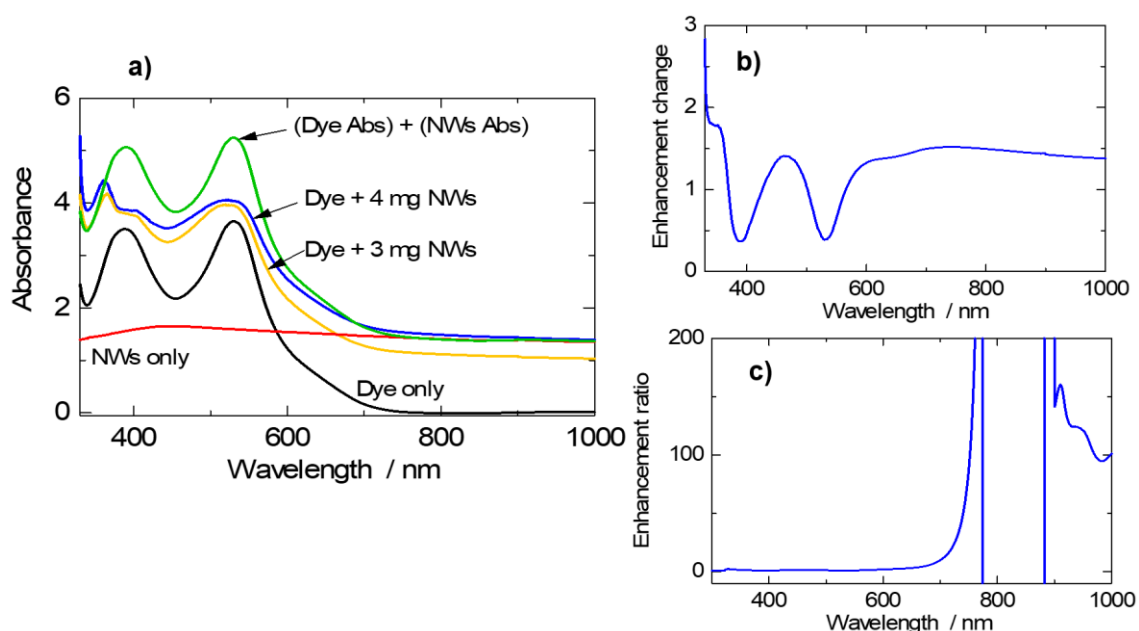 a)
6
4
2
0
Absorbance
(Dye Abs) + (NWs Abs)
Dye + 4 mg NWs
Dye + 3 mg NWs
NWs only
Dye only
400 600 800 1000
Wavelength / nm
b)
3
2
1
0
Enhancement change
400 600 800 1000
Wavelength / nm
c)
200
100
0
Enhancement ratio
400 600 800 1000
Wavelength / nm